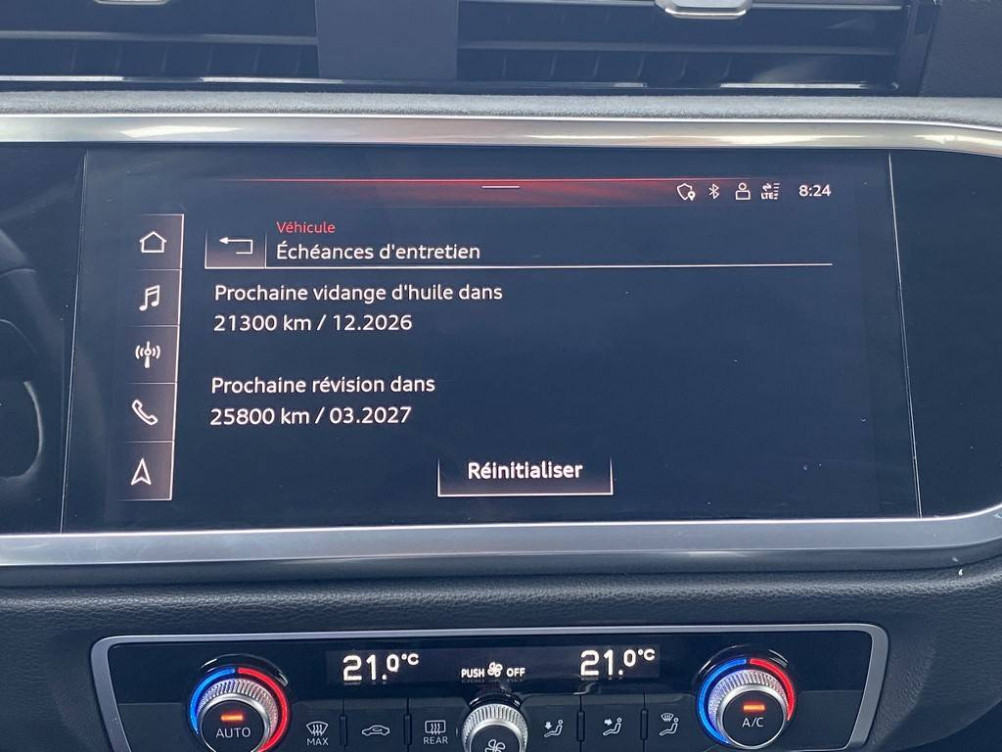 LTE
8:24
Véhicule
Échéances d'entretien
Prochaine vidange d'huile dans
21300 km / 12.2026
Prochaine révision dans
25800 km / 03.2027
Réinitialiser
21.0°C
PUSH OFF
21.0°C
AUTO
MAX
REAR
A/C